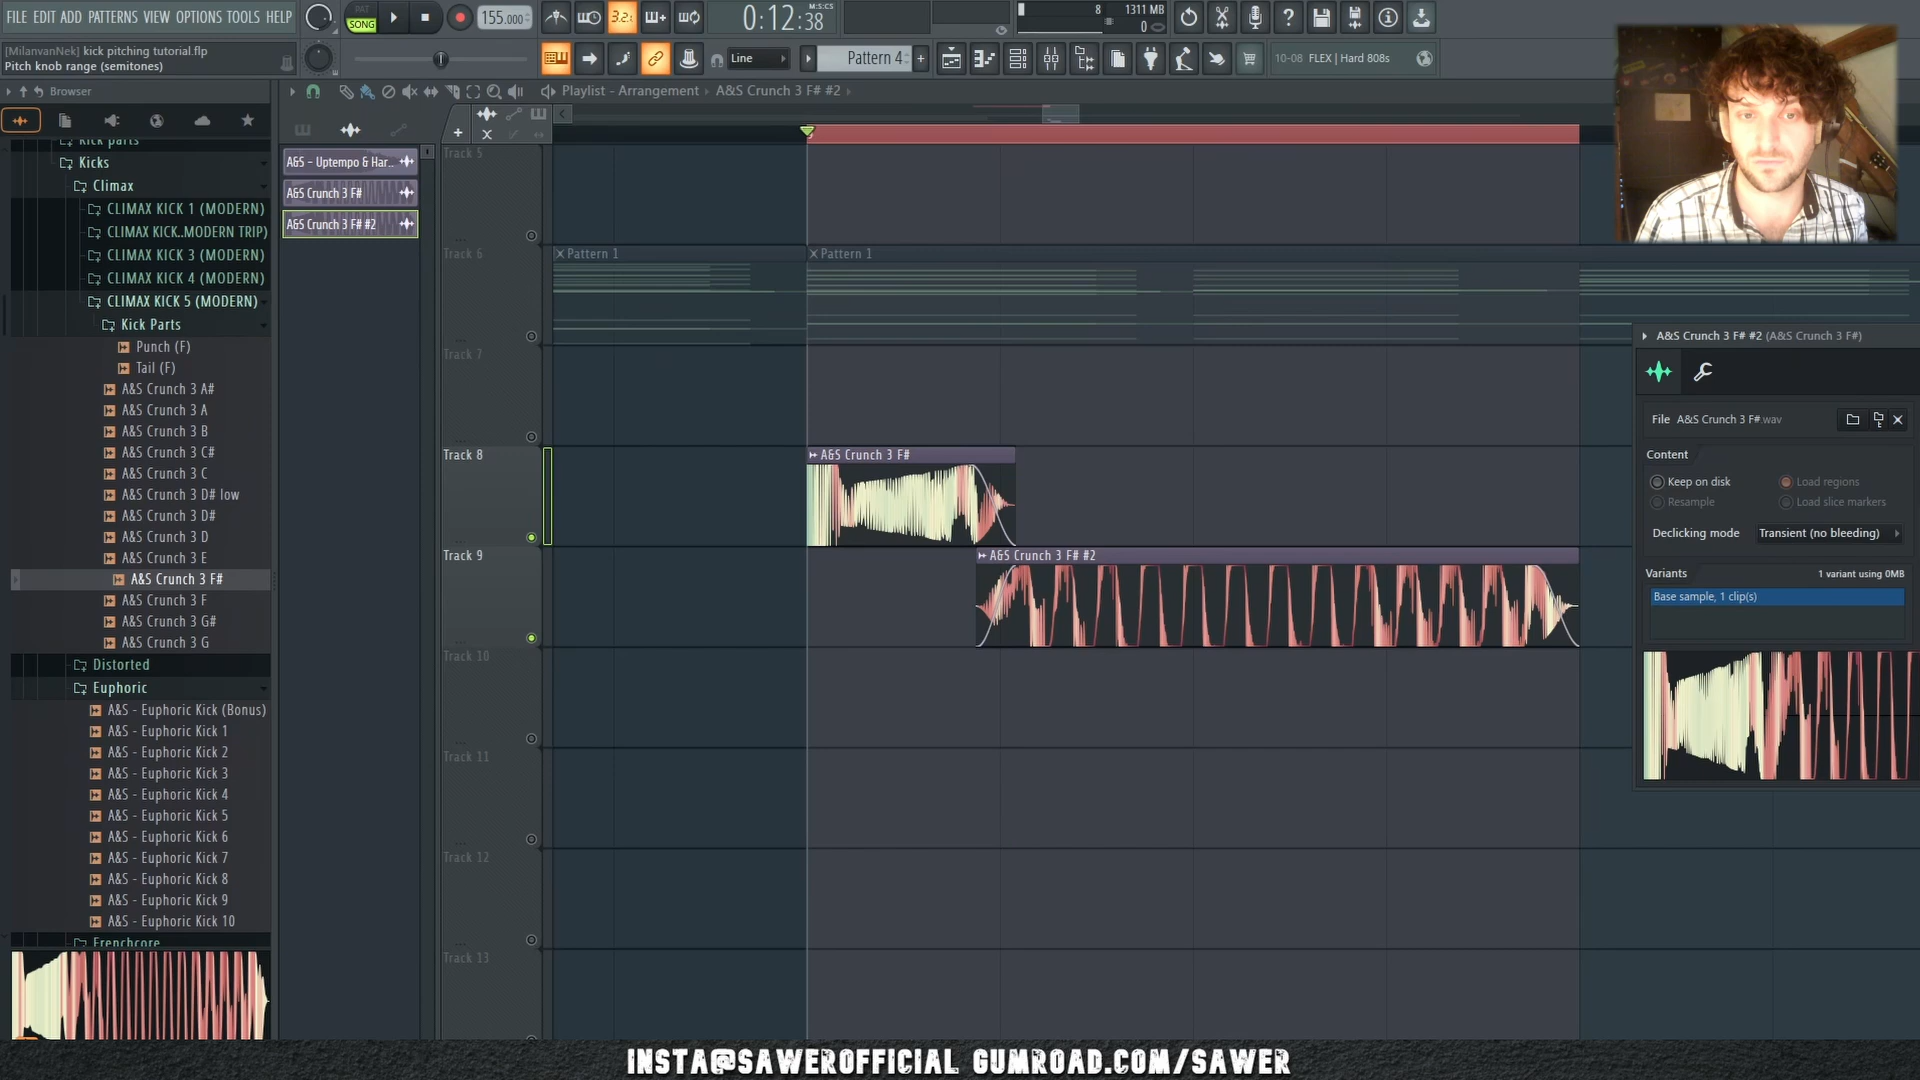 FILE EDIT ADD PATTERNS VIEW OPTIONS TOOLS HELP
PAT
SONG
155.000
3.2.
0:12:38
M:S:CS
8
1311 MB
0
[MilanvanNek] kick pitching tutorial.flp
Pitch knob range (semitones)
Line
Pattern 4
+
10-08 FLEX | Hard 808s
Browser
Playlist - Arrangement
A&S Crunch 3 F# #2
Kick parts
Kicks
Climax
CLIMAX KICK 1 (MODERN)
CLIMAX KICK..MODERN TRIP)
CLIMAX KICK 3 (MODERN)
CLIMAX KICK 4 (MODERN)
CLIMAX KICK 5 (MODERN)
Kick Parts
Punch (F)
Tail (F)
A&S Crunch 3 A#
A&S Crunch 3 A
A&S Crunch 3 B
A&S Crunch 3 C#
A&S Crunch 3 C
A&S Crunch 3 D# low
A&S Crunch 3 D#
A&S Crunch 3 D
A&S Crunch 3 E
A&S Crunch 3 F#
A&S Crunch 3 F
A&S Crunch 3 G#
A&S Crunch 3 G
Distorted
Euphoric
A&S - Euphoric Kick (Bonus)
A&S - Euphoric Kick 1
A&S - Euphoric Kick 2
A&S - Euphoric Kick 3
A&S - Euphoric Kick 4
A&S - Euphoric Kick 5
A&S - Euphoric Kick 6
A&S - Euphoric Kick 7
A&S - Euphoric Kick 8
A&S - Euphoric Kick 9
A&S - Euphoric Kick 10
Frenchcore
A&S - Uptempo & Har..
A&S Crunch 3 F#
A&S Crunch 3 F# #2
Track 5
Track 6
Pattern 1
Pattern 1
Track 7
Track 8
A&S Crunch 3 F#
Track 9
A&S Crunch 3 F# #2
Track 10
Track 11
Track 12
Track 13
A&S Crunch 3 F# #2 (A&S Crunch 3 F#)
File A&S Crunch 3 F#.wav
Content
Keep on disk
Load regions
Resample
Load slice markers
Declicking mode Transient (no bleeding)
Variants 1 variant using 0MB
Base sample, 1 clip(s)
INSTA@SAWEROFFICIAL GUMROAD.COM/SAWER